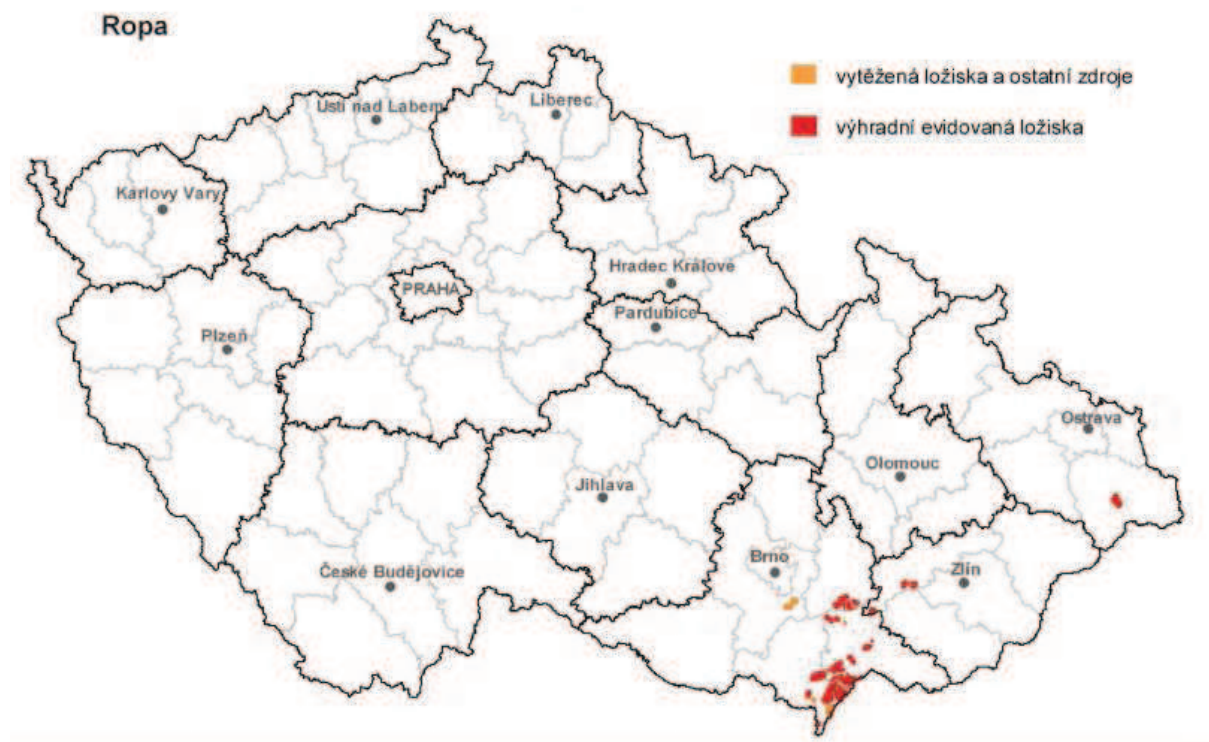 Ropa
vytěžená ložiska a ostatní zdroje
výhradní evidovaná ložiska
Ústí nad Labem
Liberec
Karlovy Vary
Hradec Králové
PRAHA
Pardubice
Plzeň
Ostrava
Olomouc
Jihlava
Brno
Zlín
České Budějovice